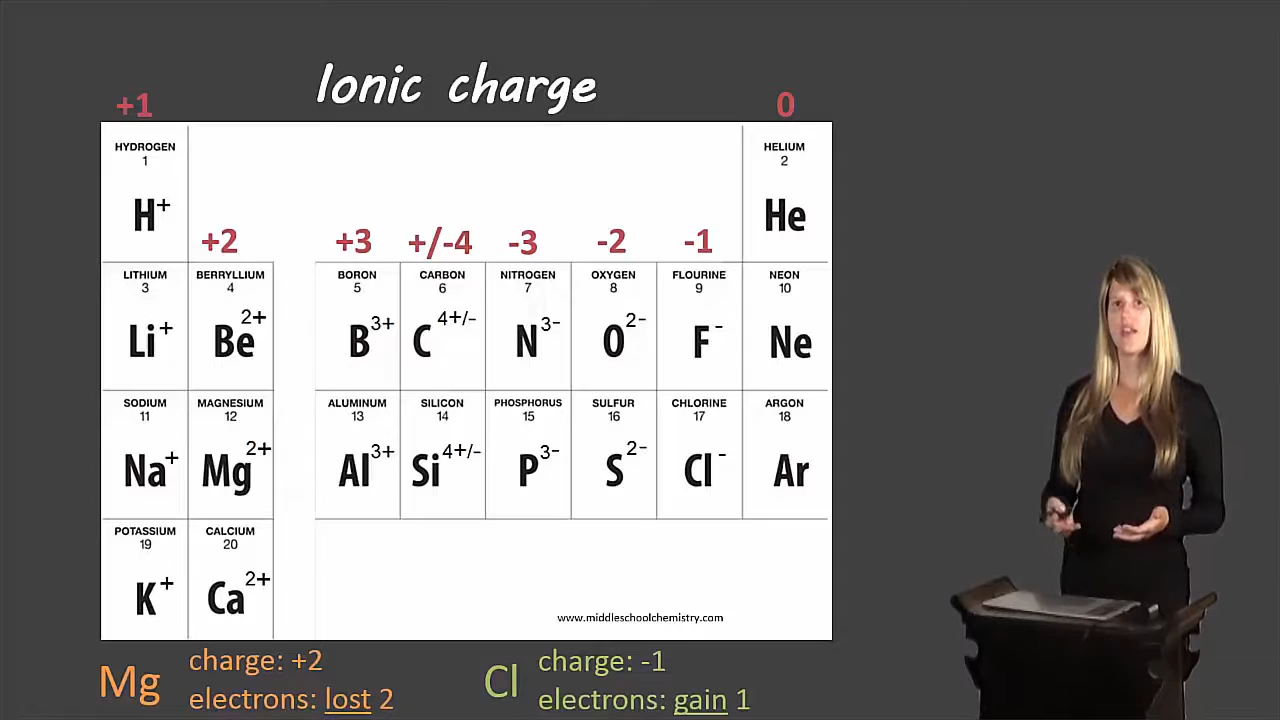 Ionic charge
+1 0
HYDROGEN HELIUM
1 2
H+ He
+2 +3 +/-4 -3 -2 -1
LITHIUM BERRYLLIUM BORON CARBON NITROGEN OXYGEN FLOURINE NEON
3 4 5 6 7 8 9 10
Li+ Be2+ B3+ C4+/- N3- O2- F- Ne
SODIUM MAGNESIUM ALUMINUM SILICON PHOSPHORUS SULFUR CHLORINE ARGON
11 12 13 14 15 16 17 18
Na+ Mg2+ Al3+ Si4+/- P3- S2- Cl- Ar
POTASSIUM CALCIUM
19 20
K+ Ca2+
www.middleschoolchemistry.com
Mg charge: +2
electrons: lost 2
Cl charge: -1
electrons: gain 1